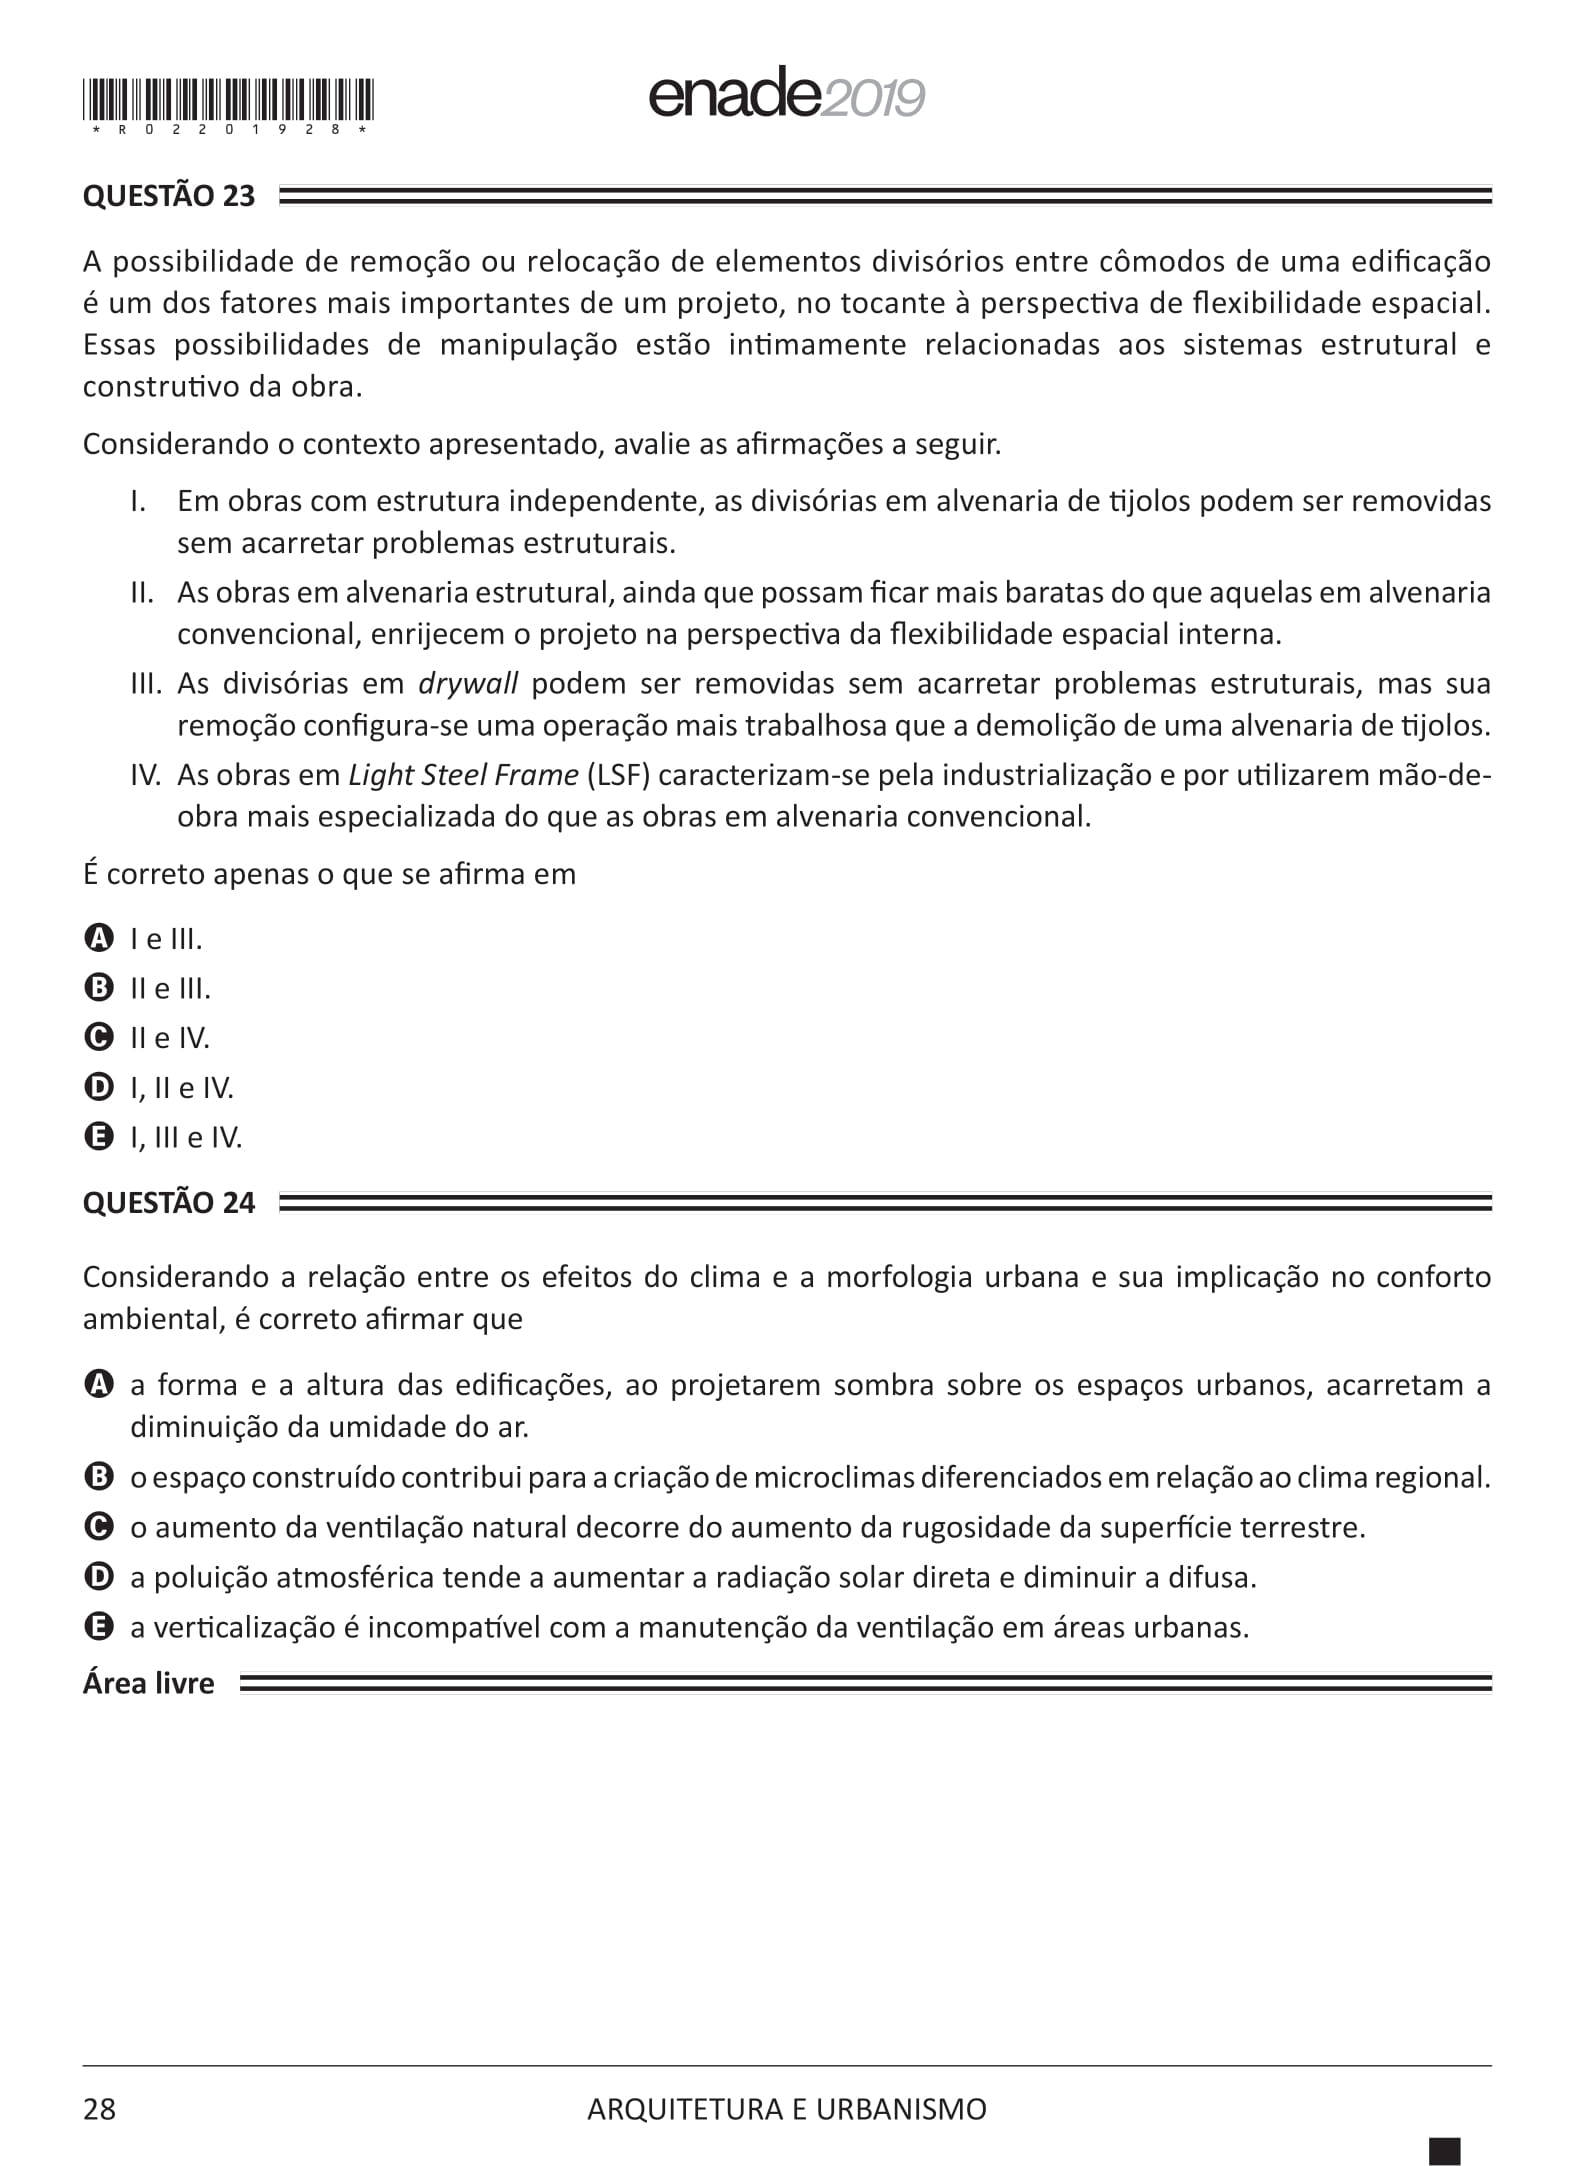 enade2019
*R02201928*
QUESTÃO 23
A possibilidade de remoção ou relocação de elementos divisórios entre cômodos de uma edificação
é um dos fatores mais importantes de um projeto, no tocante à perspectiva de flexibilidade espacial.
Essas possibilidades de manipulação estão intimamente relacionadas aos sistemas estrutural e
construtivo da obra.
Considerando o contexto apresentado, avalie as afirmações a seguir.
I. Em obras com estrutura independente, as divisórias em alvenaria de tijolos podem ser removidas
sem acarretar problemas estruturais.
II. As obras em alvenaria estrutural, ainda que possam ficar mais baratas do que aquelas em alvenaria
convencional, enrijecem o projeto na perspectiva da flexibilidade espacial interna.
III. As divisórias em drywall podem ser removidas sem acarretar problemas estruturais, mas sua
remoção configura-se uma operação mais trabalhosa que a demolição de uma alvenaria de tijolos.
IV. As obras em Light Steel Frame (LSF) caracterizam-se pela industrialização e por utilizarem mão-de-
obra mais especializada do que as obras em alvenaria convencional.
É correto apenas o que se afirma em
A I e III.
B II e III.
C II e IV.
D I, II e IV.
E I, III e IV.
QUESTÃO 24
Considerando a relação entre os efeitos do clima e a morfologia urbana e sua implicação no conforto
ambiental, é correto afirmar que
A a forma e a altura das edificações, ao projetarem sombra sobre os espaços urbanos, acarretam a
diminuição da umidade do ar.
B o espaço construído contribui para a criação de microclimas diferenciados em relação ao clima regional.
C o aumento da ventilação natural decorre do aumento da rugosidade da superfície terrestre.
D a poluição atmosférica tende a aumentar a radiação solar direta e diminuir a difusa.
E a verticalização é incompatível com a manutenção da ventilação em áreas urbanas.
Área livre
28
ARQUITETURA E URBANISMO